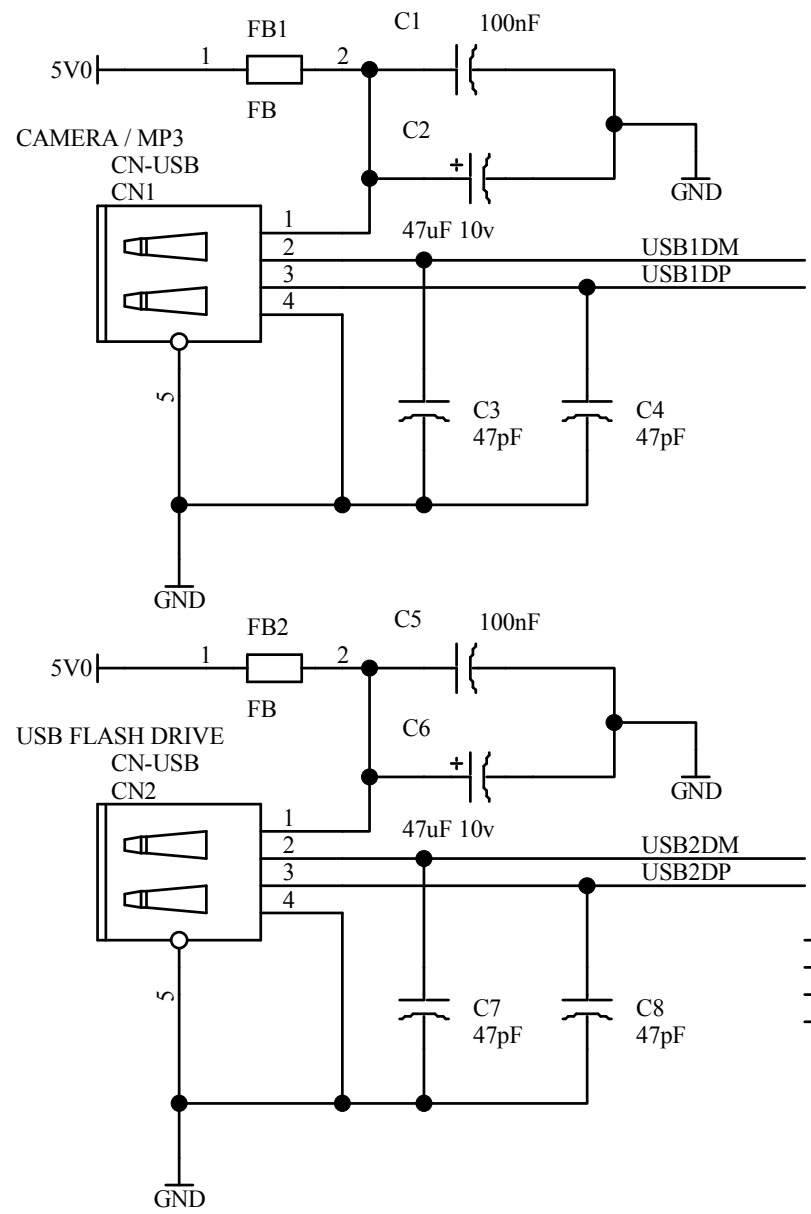 C1 100nF
FB1
1 2
5V0
FB
C2
CAMERA / MP3
CN-USB
CN1
+
GND
47uF 10v
1
2
USB1DM
3
USB1DP
4
5
C3
47pF
C4
47pF
GND
C5 100nF
FB2
1 2
5V0
FB
C6
USB FLASH DRIVE
CN-USB
CN2
+
GND
47uF 10v
1
2
USB2DM
3
USB2DP
4
5
C7
47pF
C8
47pF
GND